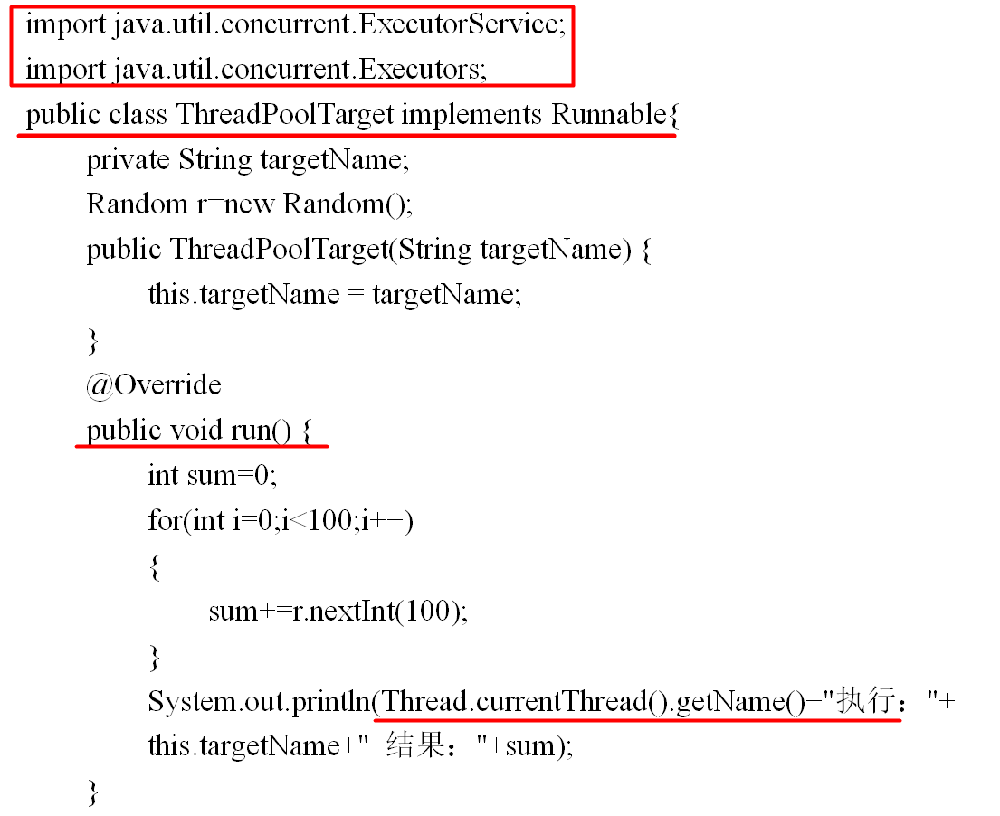 import java.util.concurrent.ExecutorService;
import java.util.concurrent.Executors;
public class ThreadPoolTarget implements Runnable{
private String targetName;
Random r=new Random();
public ThreadPoolTarget(String targetName) {
this.targetName = targetName;
}
@Override
public void run() {
int sum=0;
for(int i=0;i<100;i++)
{
sum+=r.nextInt(100);
}
System.out.println(Thread.currentThread().getName()+"执行："+
this.targetName+" 结果："+sum);
}